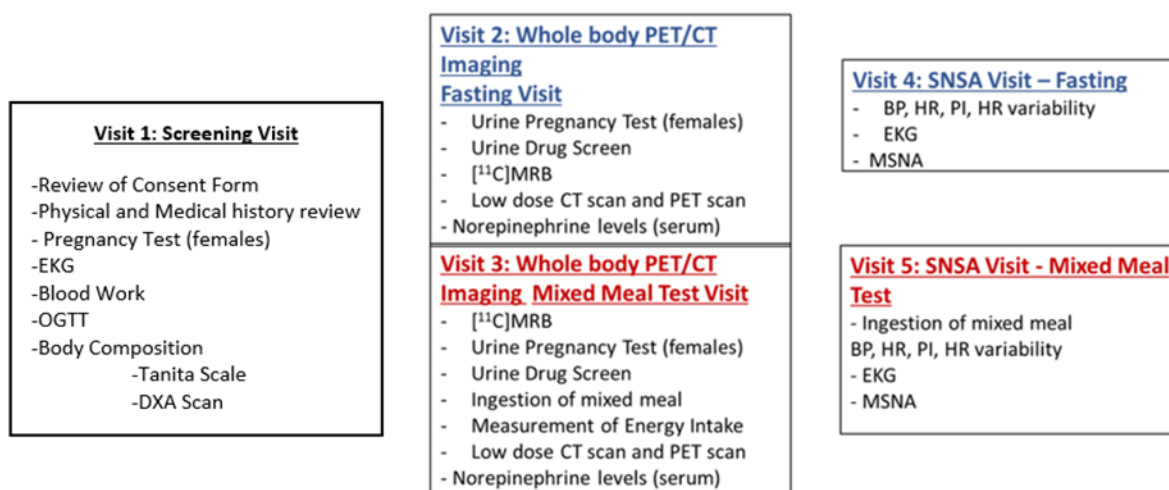 Visit 1: Screening Visit
-Review of Consent Form
-Physical and Medical history review
- Pregnancy Test (females)
-EKG
-Blood Work
-OGTT
-Body Composition
-Tanita Scale
-DXA Scan
Visit 2: Whole body PET/CT
Imaging
Fasting Visit
- Urine Pregnancy Test (females)
- Urine Drug Screen
- [¹¹C]MRB
- Low dose CT scan and PET scan
- Norepinephrine levels (serum)
Visit 3: Whole body PET/CT
Imaging Mixed Meal Test Visit
- [¹¹C]MRB
- Urine Pregnancy Test (females)
- Urine Drug Screen
- Ingestion of mixed meal
- Measurement of Energy Intake
- Low dose CT scan and PET scan
- Norepinephrine levels (serum)
Visit 4: SNSA Visit – Fasting
- BP, HR, PI, HR variability
- EKG
- MSNA
Visit 5: SNSA Visit - Mixed Meal
Test
- Ingestion of mixed meal
BP, HR, PI, HR variability
- EKG
- MSNA